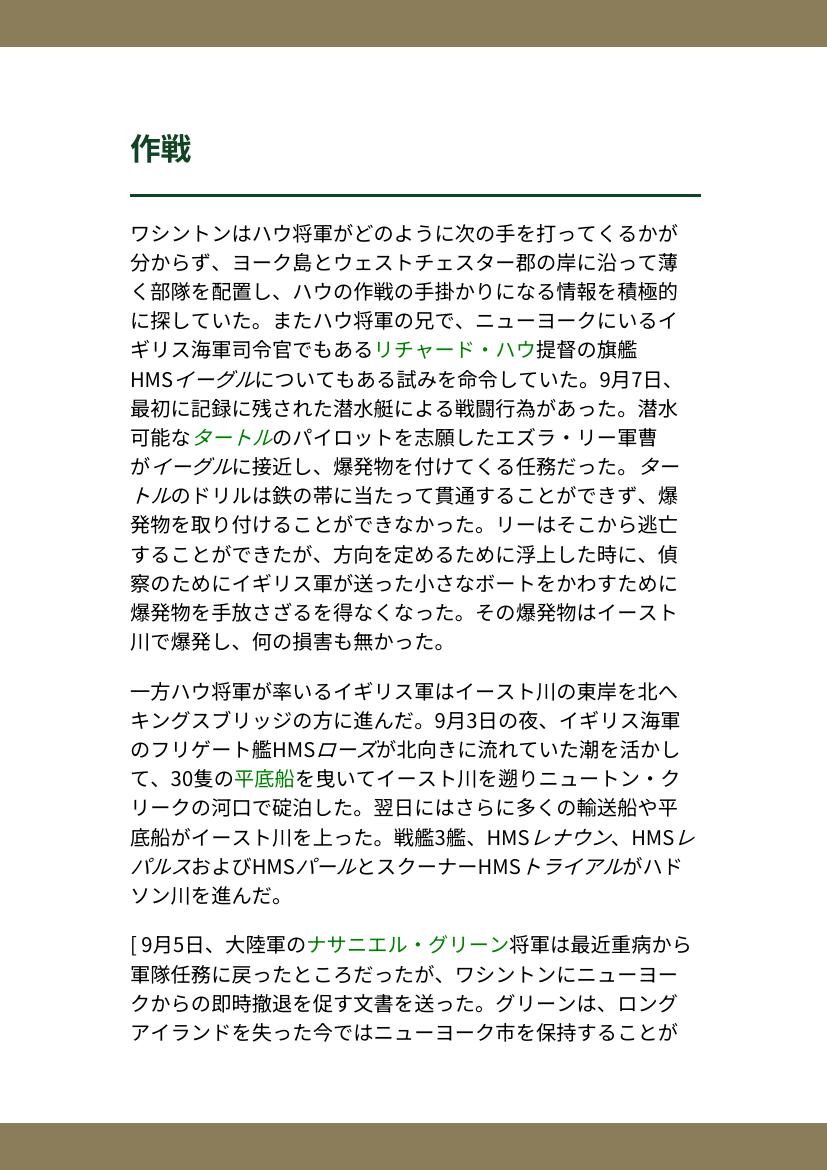 作戦
ワシントンはハウ将軍がどのように次の手を打ってくるかが
分からず、ヨーク島とウェストチェスター郡の岸に沿って薄
く部隊を配置し、ハウの作戦の手掛かりになる情報を積極的
に探していた。またハウ将軍の兄で、ニューヨークにいるイ
ギリス海軍司令官でもあるリチャード・ハウ提督の旗艦
HMSイーグルについてもある試みを命令していた。9月7日、
最初に記録に残された潜水艇による戦闘行為があった。潜水
可能なタートルのパイロットを志願したエズラ・リー軍曹
がイーグルに接近し、爆発物を付けてくる任務だった。ター
トルのドリルは鉄の帯に当たって貫通することができず、爆
発物を取り付けることができなかった。リーはそこから逃亡
することができたが、方向を定めるために浮上した時に、偵
察のためにイギリス軍が送った小さなボートをかわすために
爆発物を手放さざるを得なくなった。その爆発物はイースト
川で爆発し、何の損害も無かった。
一方ハウ将軍が率いるイギリス軍はイースト川の東岸を北へ
キングスブリッジの方に進んだ。9月3日の夜、イギリス海軍
のフリゲート艦HMSローズが北向きに流れていた潮を活かし
て、30隻の平底船を曳いてイースト川を遡りニュートン・ク
リークの河口で碇泊した。翌日にはさらに多くの輸送船や平
底船がイースト川を上った。戦艦3艦、HMSレナウン、HMSレ
パルスおよびHMSパールとスクーナーHMSトライアルがハド
ソン川を進んだ。
[ 9月5日、大陸軍のナサニエル・グリーン将軍は最近重病から
軍隊任務に戻ったところだったが、ワシントンにニューヨー
クからの即時撤退を促す文書を送った。グリーンは、ロング
アイランドを失った今ではニューヨーク市を保持することが